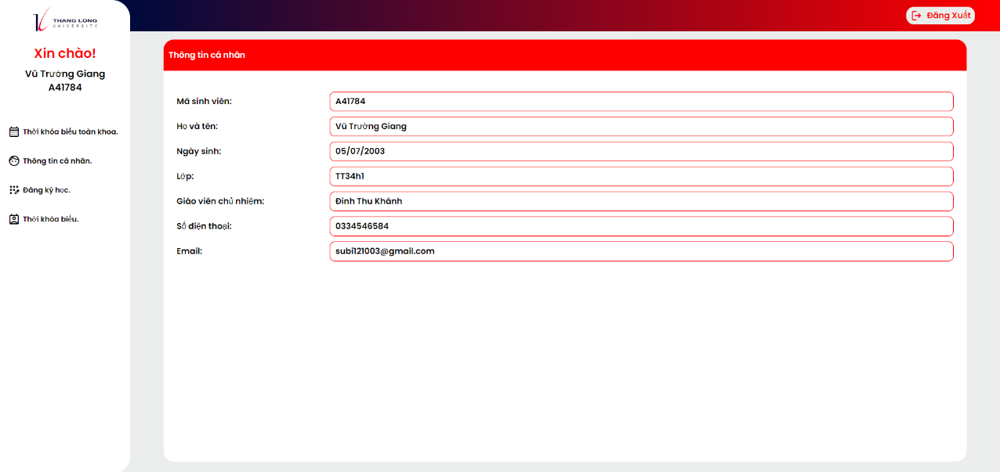 THANG LONG
UNIVERSITY
Đăng Xuất
Xin chào!
Vũ Trường Giang
A41784
Thời khóa biểu toàn khoa.
Thông tin cá nhân.
Đăng ký học.
Thời khóa biểu.
Thông tin cá nhân
Mã sinh viên: A41784
Họ và tên: Vũ Trường Giang
Ngày sinh: 05/07/2003
Lớp: TT34h1
Giáo viên chủ nhiệm: Đinh Thu Khánh
Số điện thoại: 0334546584
Email: subi121003@gmail.com